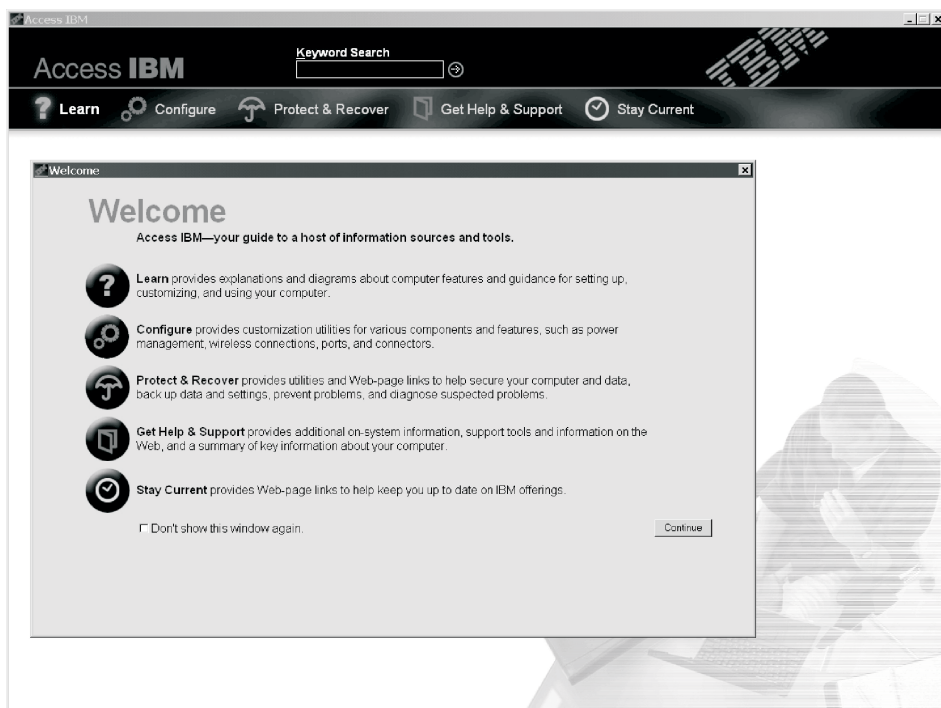 Access IBM
Keyword Search
Access IBM
IBM
Learn Configure Protect & Recover Get Help & Support Stay Current
Welcome
Welcome
Access IBM—your guide to a host of information sources and tools.
Learn provides explanations and diagrams about computer features and guidance for setting up,
customizing, and using your computer.
Configure provides customization utilities for various components and features, such as power
management, wireless connections, ports, and connectors.
Protect & Recover provides utilities and Web-page links to help secure your computer and data,
back up data and settings, prevent problems, and diagnose suspected problems.
Get Help & Support provides additional on-system information, support tools and information on the
Web, and a summary of key information about your computer.
Stay Current provides Web-page links to help keep you up to date on IBM offerings.
Don't show this window again.
Continue